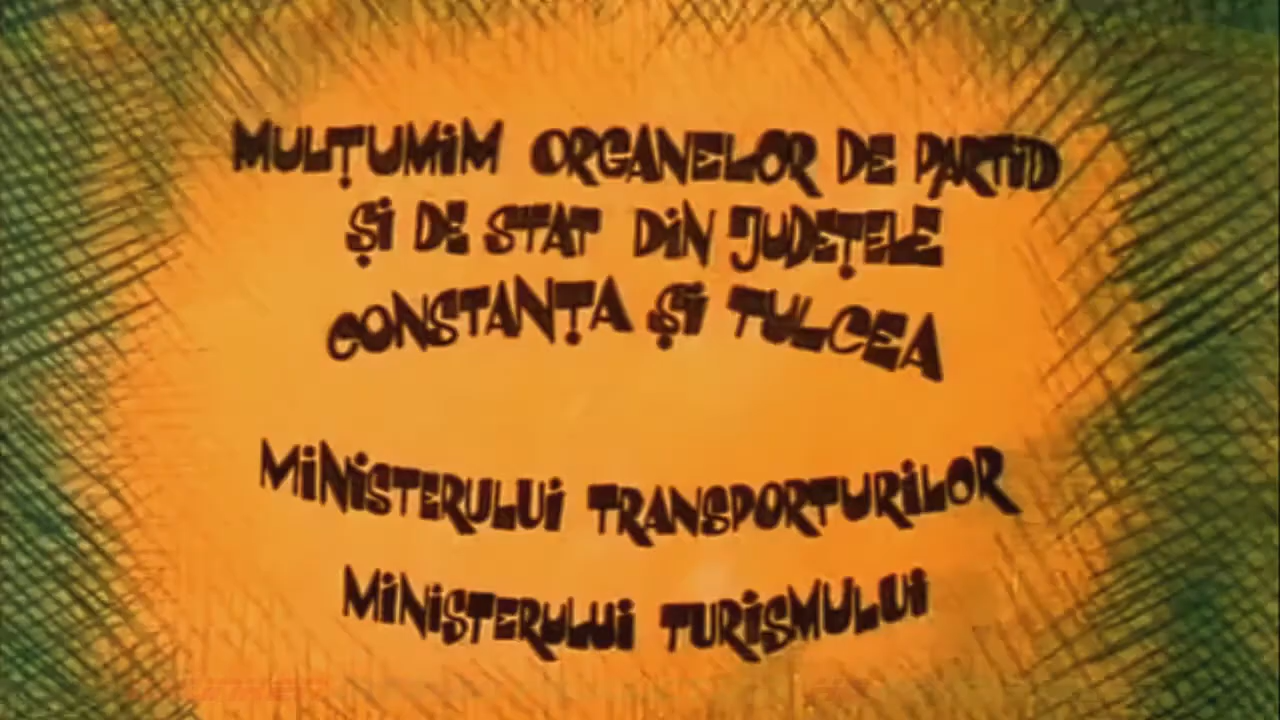 MULȚUMIM ORGANELOR DE PARTID
ȘI DE STAT DIN JUDEȚELE
CONSTANȚA ȘI TULCEA
MINISTERULUI TRANSPORTURILOR
MINISTERULUI TURISMULUI